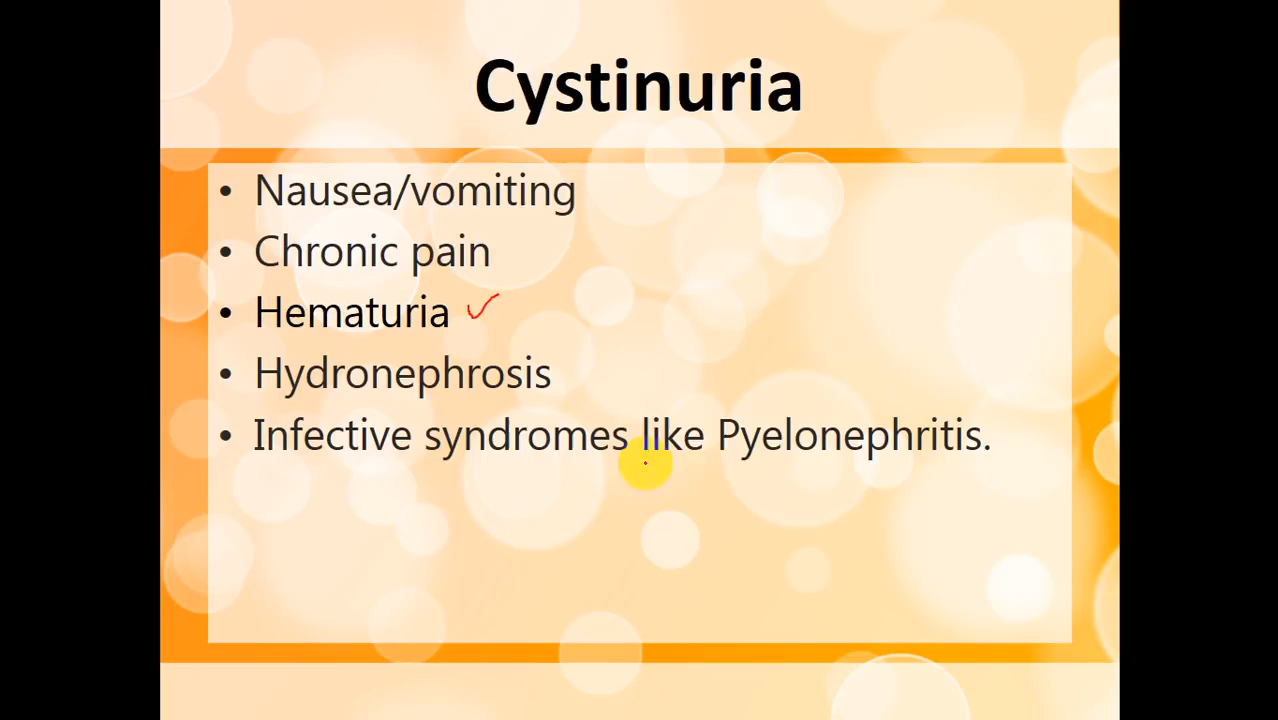 Cystinuria
• Nausea/vomiting
• Chronic pain
• Hematuria ✓
• Hydronephrosis
• Infective syndromes like Pyelonephritis.